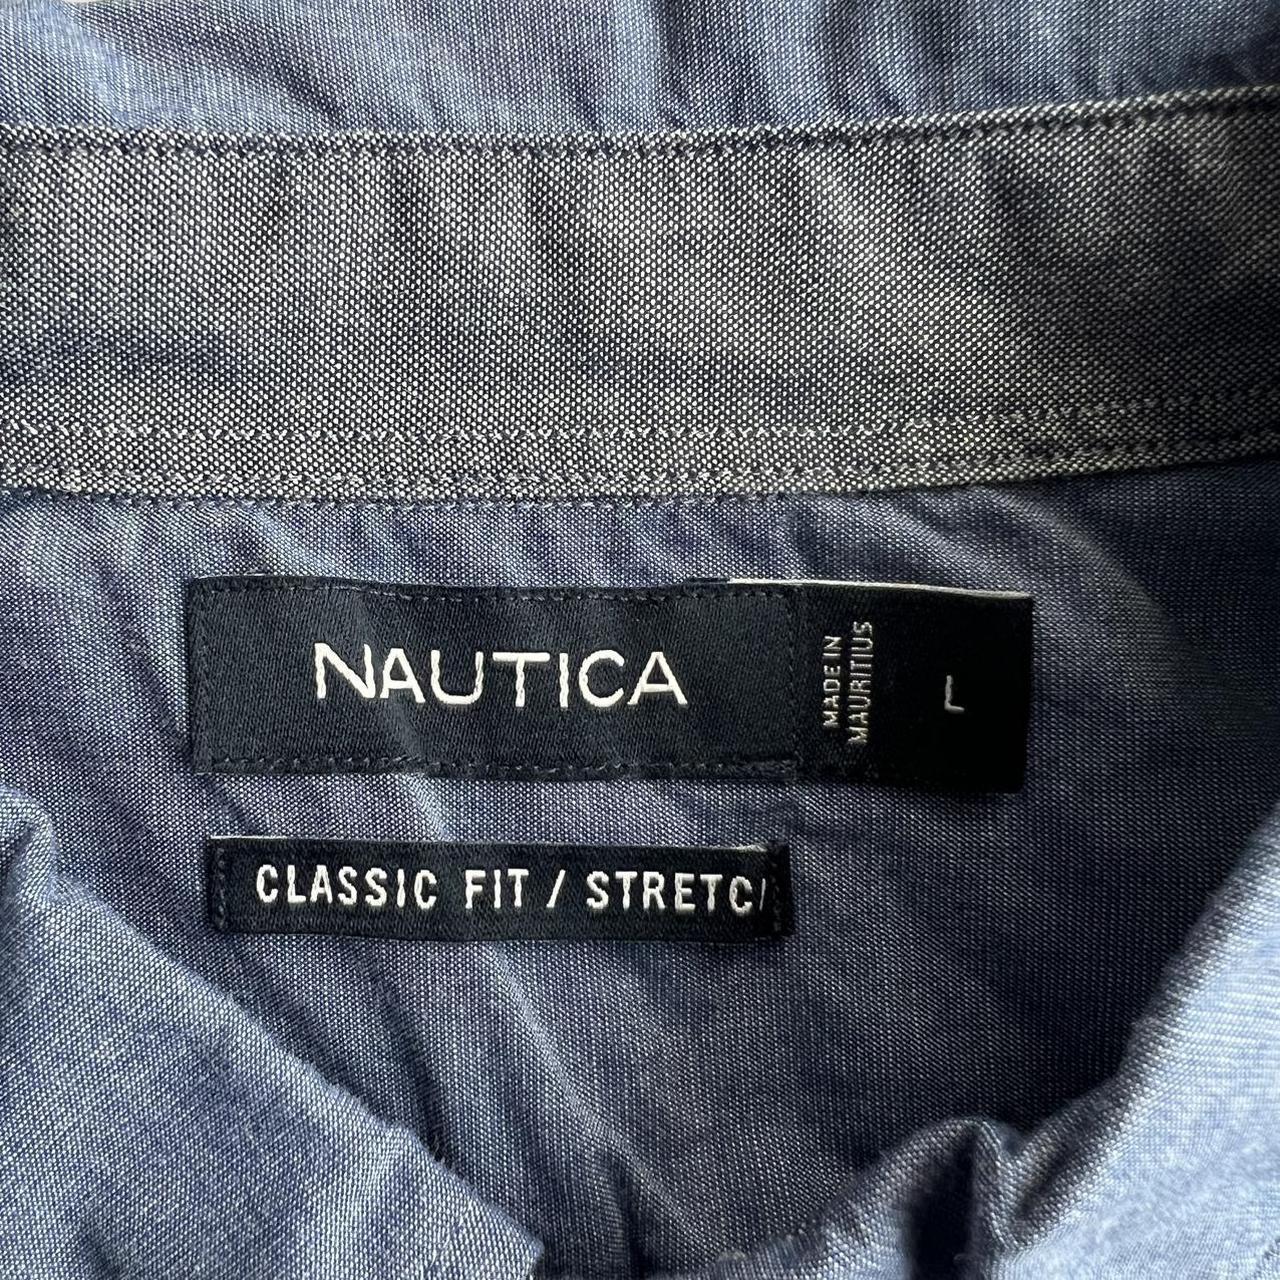 NAUTICA
MADE IN
MAURITIUS
L
CLASSIC FIT / STRETC